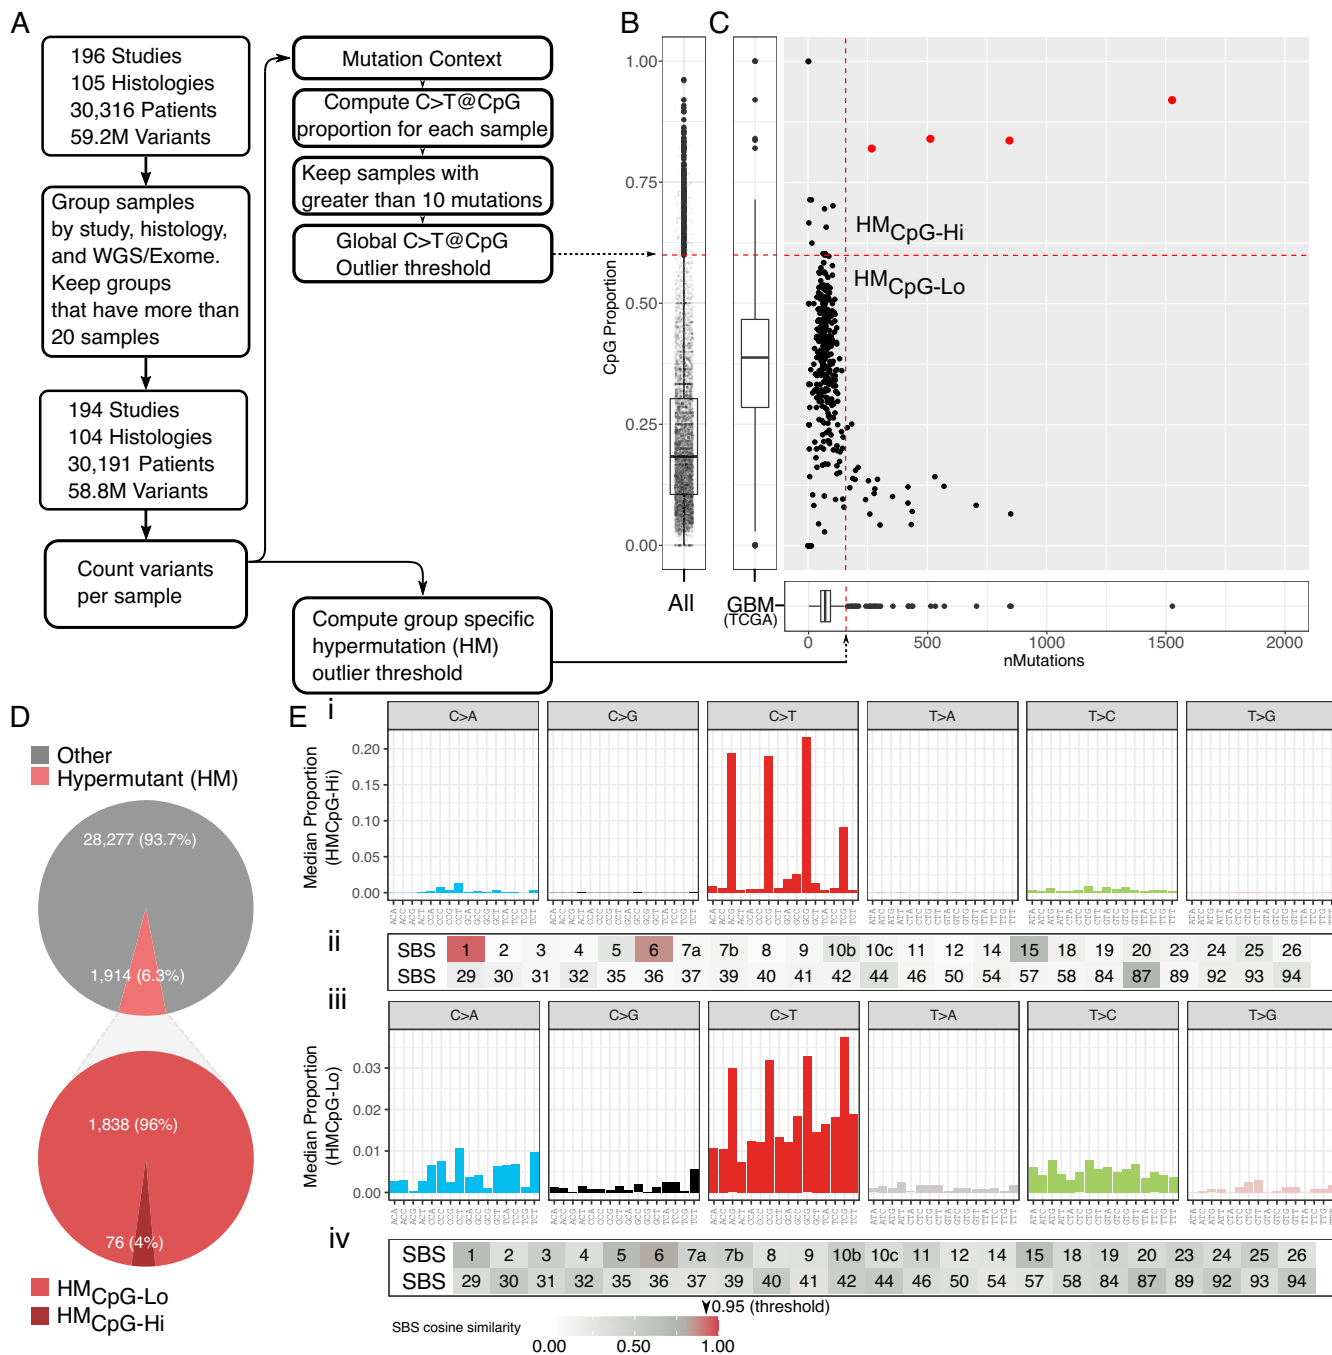 A
196 Studies
105 Histologies
30,316 Patients
59.2M Variants
Group samples
by study, histology,
and WGS/Exome.
Keep groups
that have more than
20 samples
194 Studies
104 Histologies
30,191 Patients
58.8M Variants
Count variants
per sample
Mutation Context
Compute C>T@CpG
proportion for each sample
Keep samples with
greater than 10 mutations
Global C>T@CpG
Outlier threshold
Compute group specific
hypermutation (HM)
outlier threshold
B
C
CpG Proportion
1.00
0.75
0.50
0.25
0.00
All
GBM
(TCGA)
HMCpG-Hi
HMCpG-Lo
0 500 1000 1500 2000
nMutations
D
Other
Hypermutant (HM)
28,277 (93.7%)
1,914 (6.3%)
1,838 (96%)
76 (4%)
HMCpG-Lo
HMCpG-Hi
E
i
C>A C>G C>T T>A T>C T>G
Median Proportion
(HMCpG-Hi)
0.20
0.15
0.10
0.05
0.00
ii
SBS 1 2 3 4 5 6 7a 7b 8 9 10b 10c 11 12 14 15 18 19 20 23 24 25 26
SBS 29 30 31 32 35 36 37 39 40 41 42 44 46 50 54 57 58 84 87 89 92 93 94
iii
C>A C>G C>T T>A T>C T>G
Median Proportion
(HMCpG-Lo)
0.03
0.02
0.01
0.00
iv
SBS 1 2 3 4 5 6 7a 7b 8 9 10b 10c 11 12 14 15 18 19 20 23 24 25 26
SBS 29 30 31 32 35 36 37 39 40 41 42 44 46 50 54 57 58 84 87 89 92 93 94
0.95 (threshold)
SBS cosine similarity
0.00 0.50 1.00